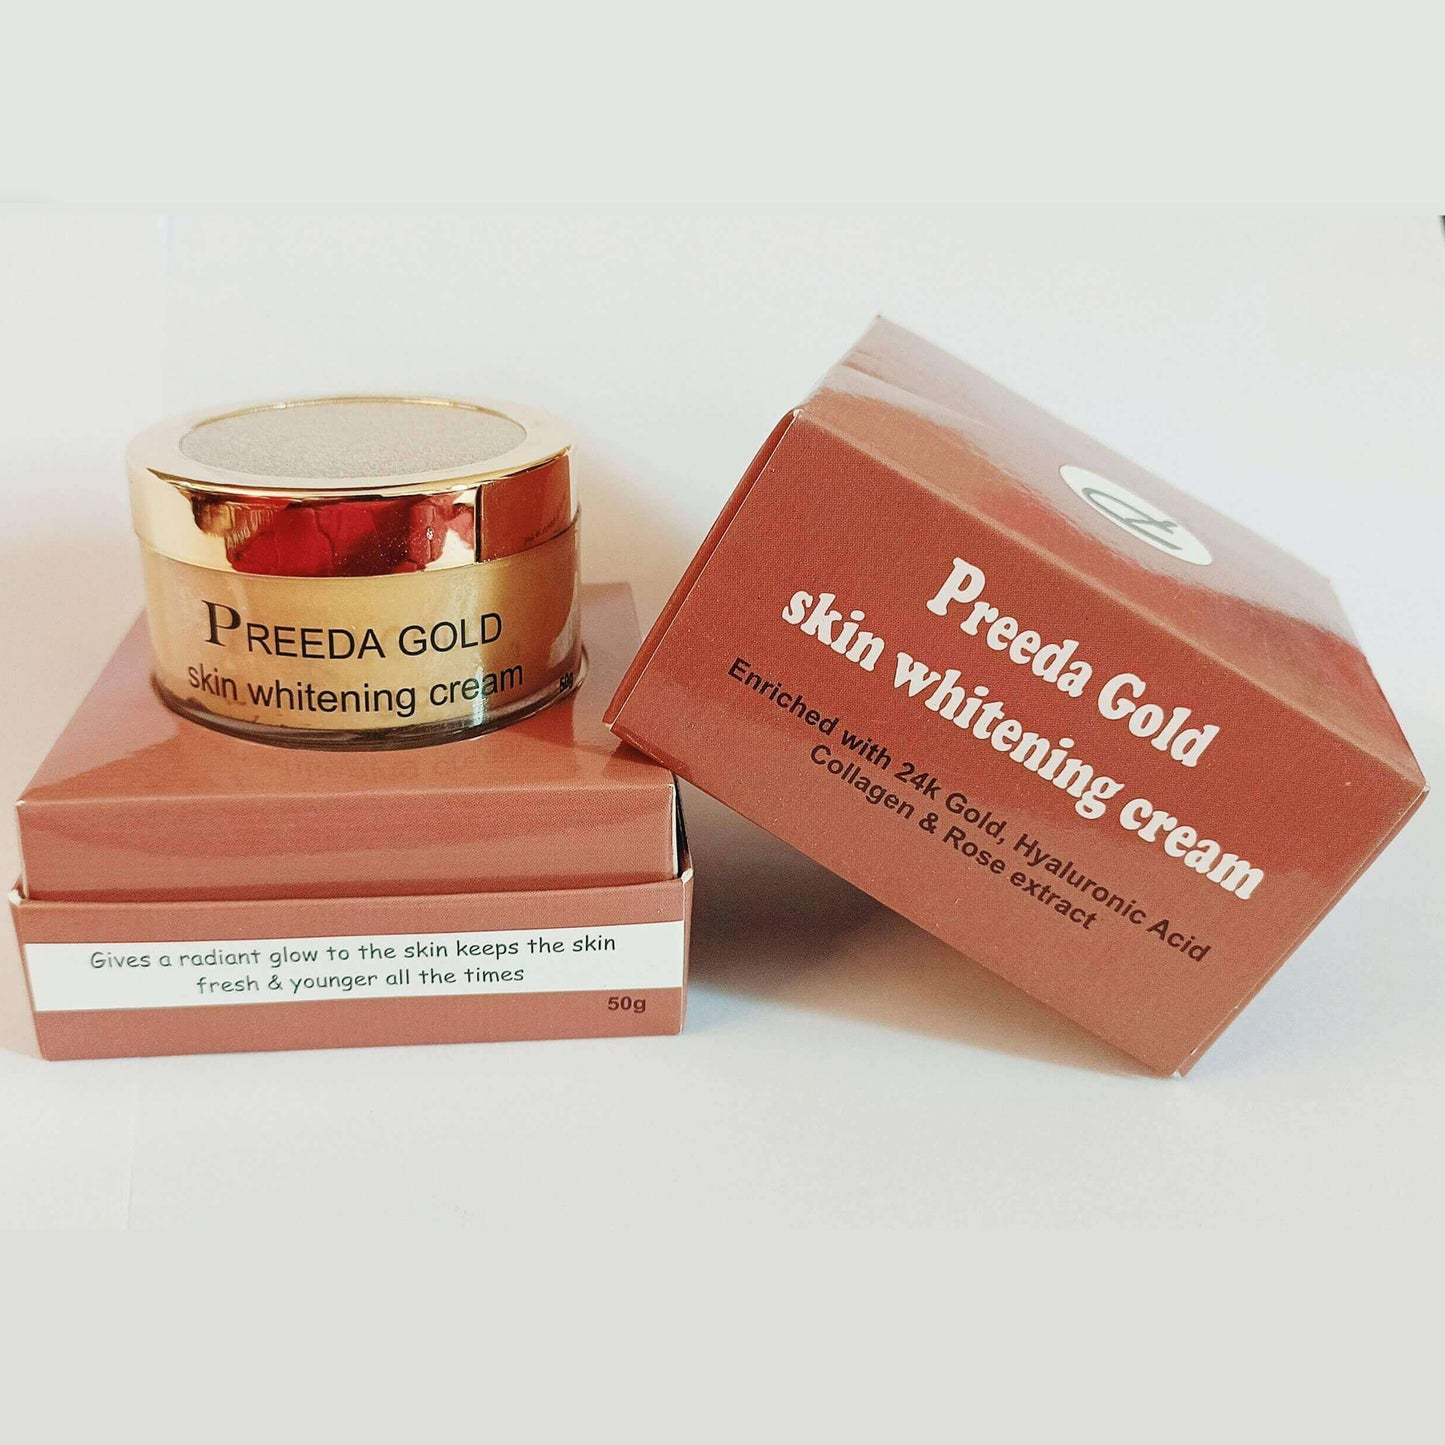 PREEDA GOLD
skin whitening cream
50g
Gives a radiant glow to the skin keeps the skin
fresh & younger all the times
50g
Preeda Gold
skin whitening cream
Enriched with 24k Gold, Hyaluronic Acid
Collagen & Rose extract